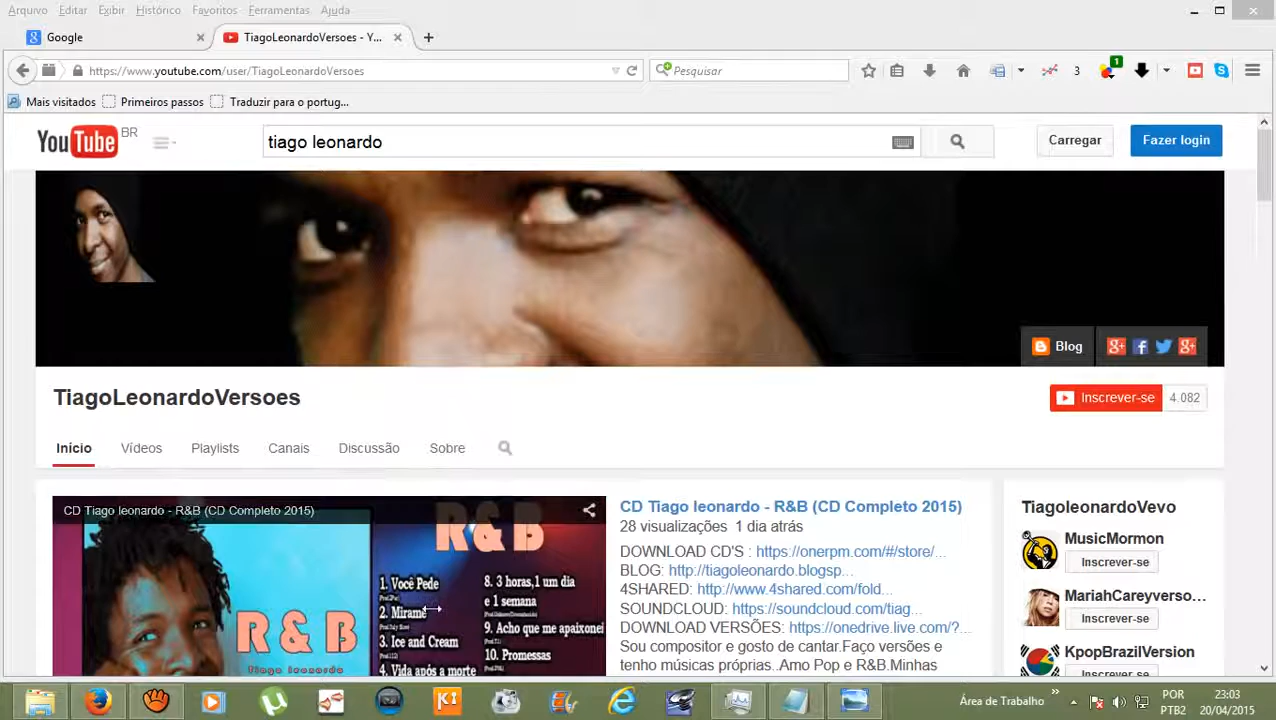 Arquivo Editar Exibir Histórico Favoritos Ferramentas Ajuda
Google
TiagoLeonardoVersoes - Y...
https://www.youtube.com/user/TiagoLeonardoVersoes
Pesquisar
3
1
Mais visitados Primeiros passos Traduzir para o portug...
YouTube BR
tiago leonardo
Carregar
Fazer login
Blog
TiagoLeonardoVersoes
Inscrever-se 4.082
Início Vídeos Playlists Canais Discussão Sobre
CD Tiago leonardo - R&B (CD Completo 2015)
R&B
1. Você Pede
2. Mirame
3. Ice and Cream
4. Vida após a morte
8. 3 horas,1 um dia
e 1 semana
9. Acho que me apaixonei
10. Promessas
R&B
Tiago leonardo
CD Tiago leonardo - R&B (CD Completo 2015)
28 visualizações 1 dia atrás
DOWNLOAD CD'S : https://onerpm.com/#/store/...
BLOG: http://tiagoleonardo.blogsp...
4SHARED: http://www.4shared.com/fold...
SOUNDCLOUD: https://soundcloud.com/tiag...
DOWNLOAD VERSÕES: https://onedrive.live.com/?...
Sou compositor e gosto de cantar.Faço versões e
tenho músicas próprias..Amo Pop e R&B.Minhas
TiagoleonardoVevo
MusicMormon
Inscrever-se
MariahCareyverso...
Inscrever-se
KpopBrazilVersion
Inscrever-se
Área de Trabalho
POR
PTB2
23:03
20/04/2015